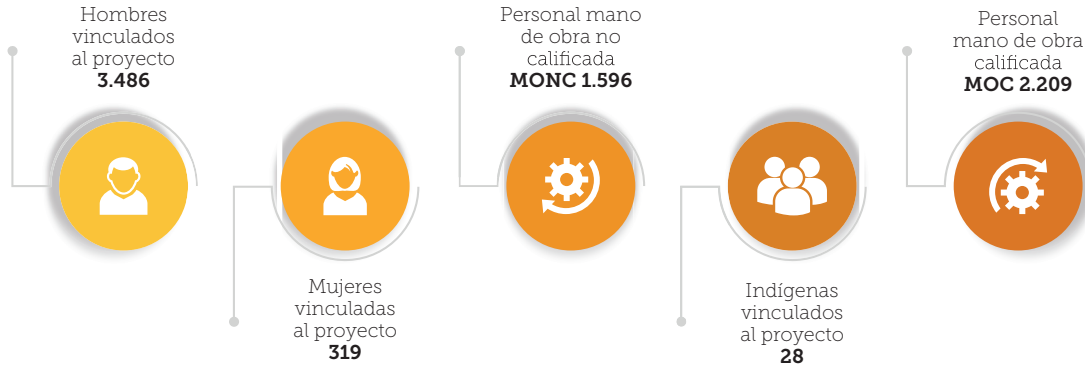 Hombres
vinculados
al proyecto
3.486
Mujeres
vinculadas
al proyecto
319
Personal mano
de obra no
calificada
MONC 1.596
Indígenas
vinculados
al proyecto
28
Personal
mano de obra
calificada
MOC 2.209